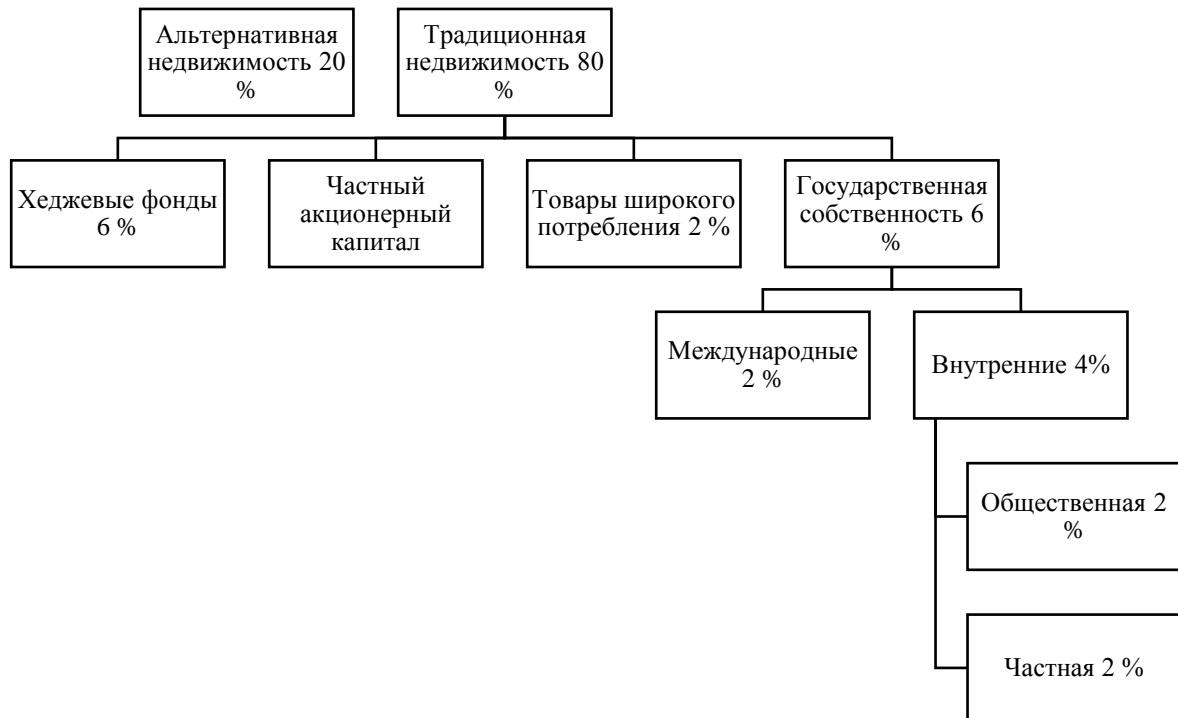 Альтернативная
недвижимость 20
%
Традиционная
недвижимость 80
%
Хеджевые фонды
6 %
Частный
акционерный
капитал
Товары широкого
потребления 2 %
Государственная
собственность 6
%
Международные
2 %
Внутренние 4%
Общественная 2
%
Частная 2 %